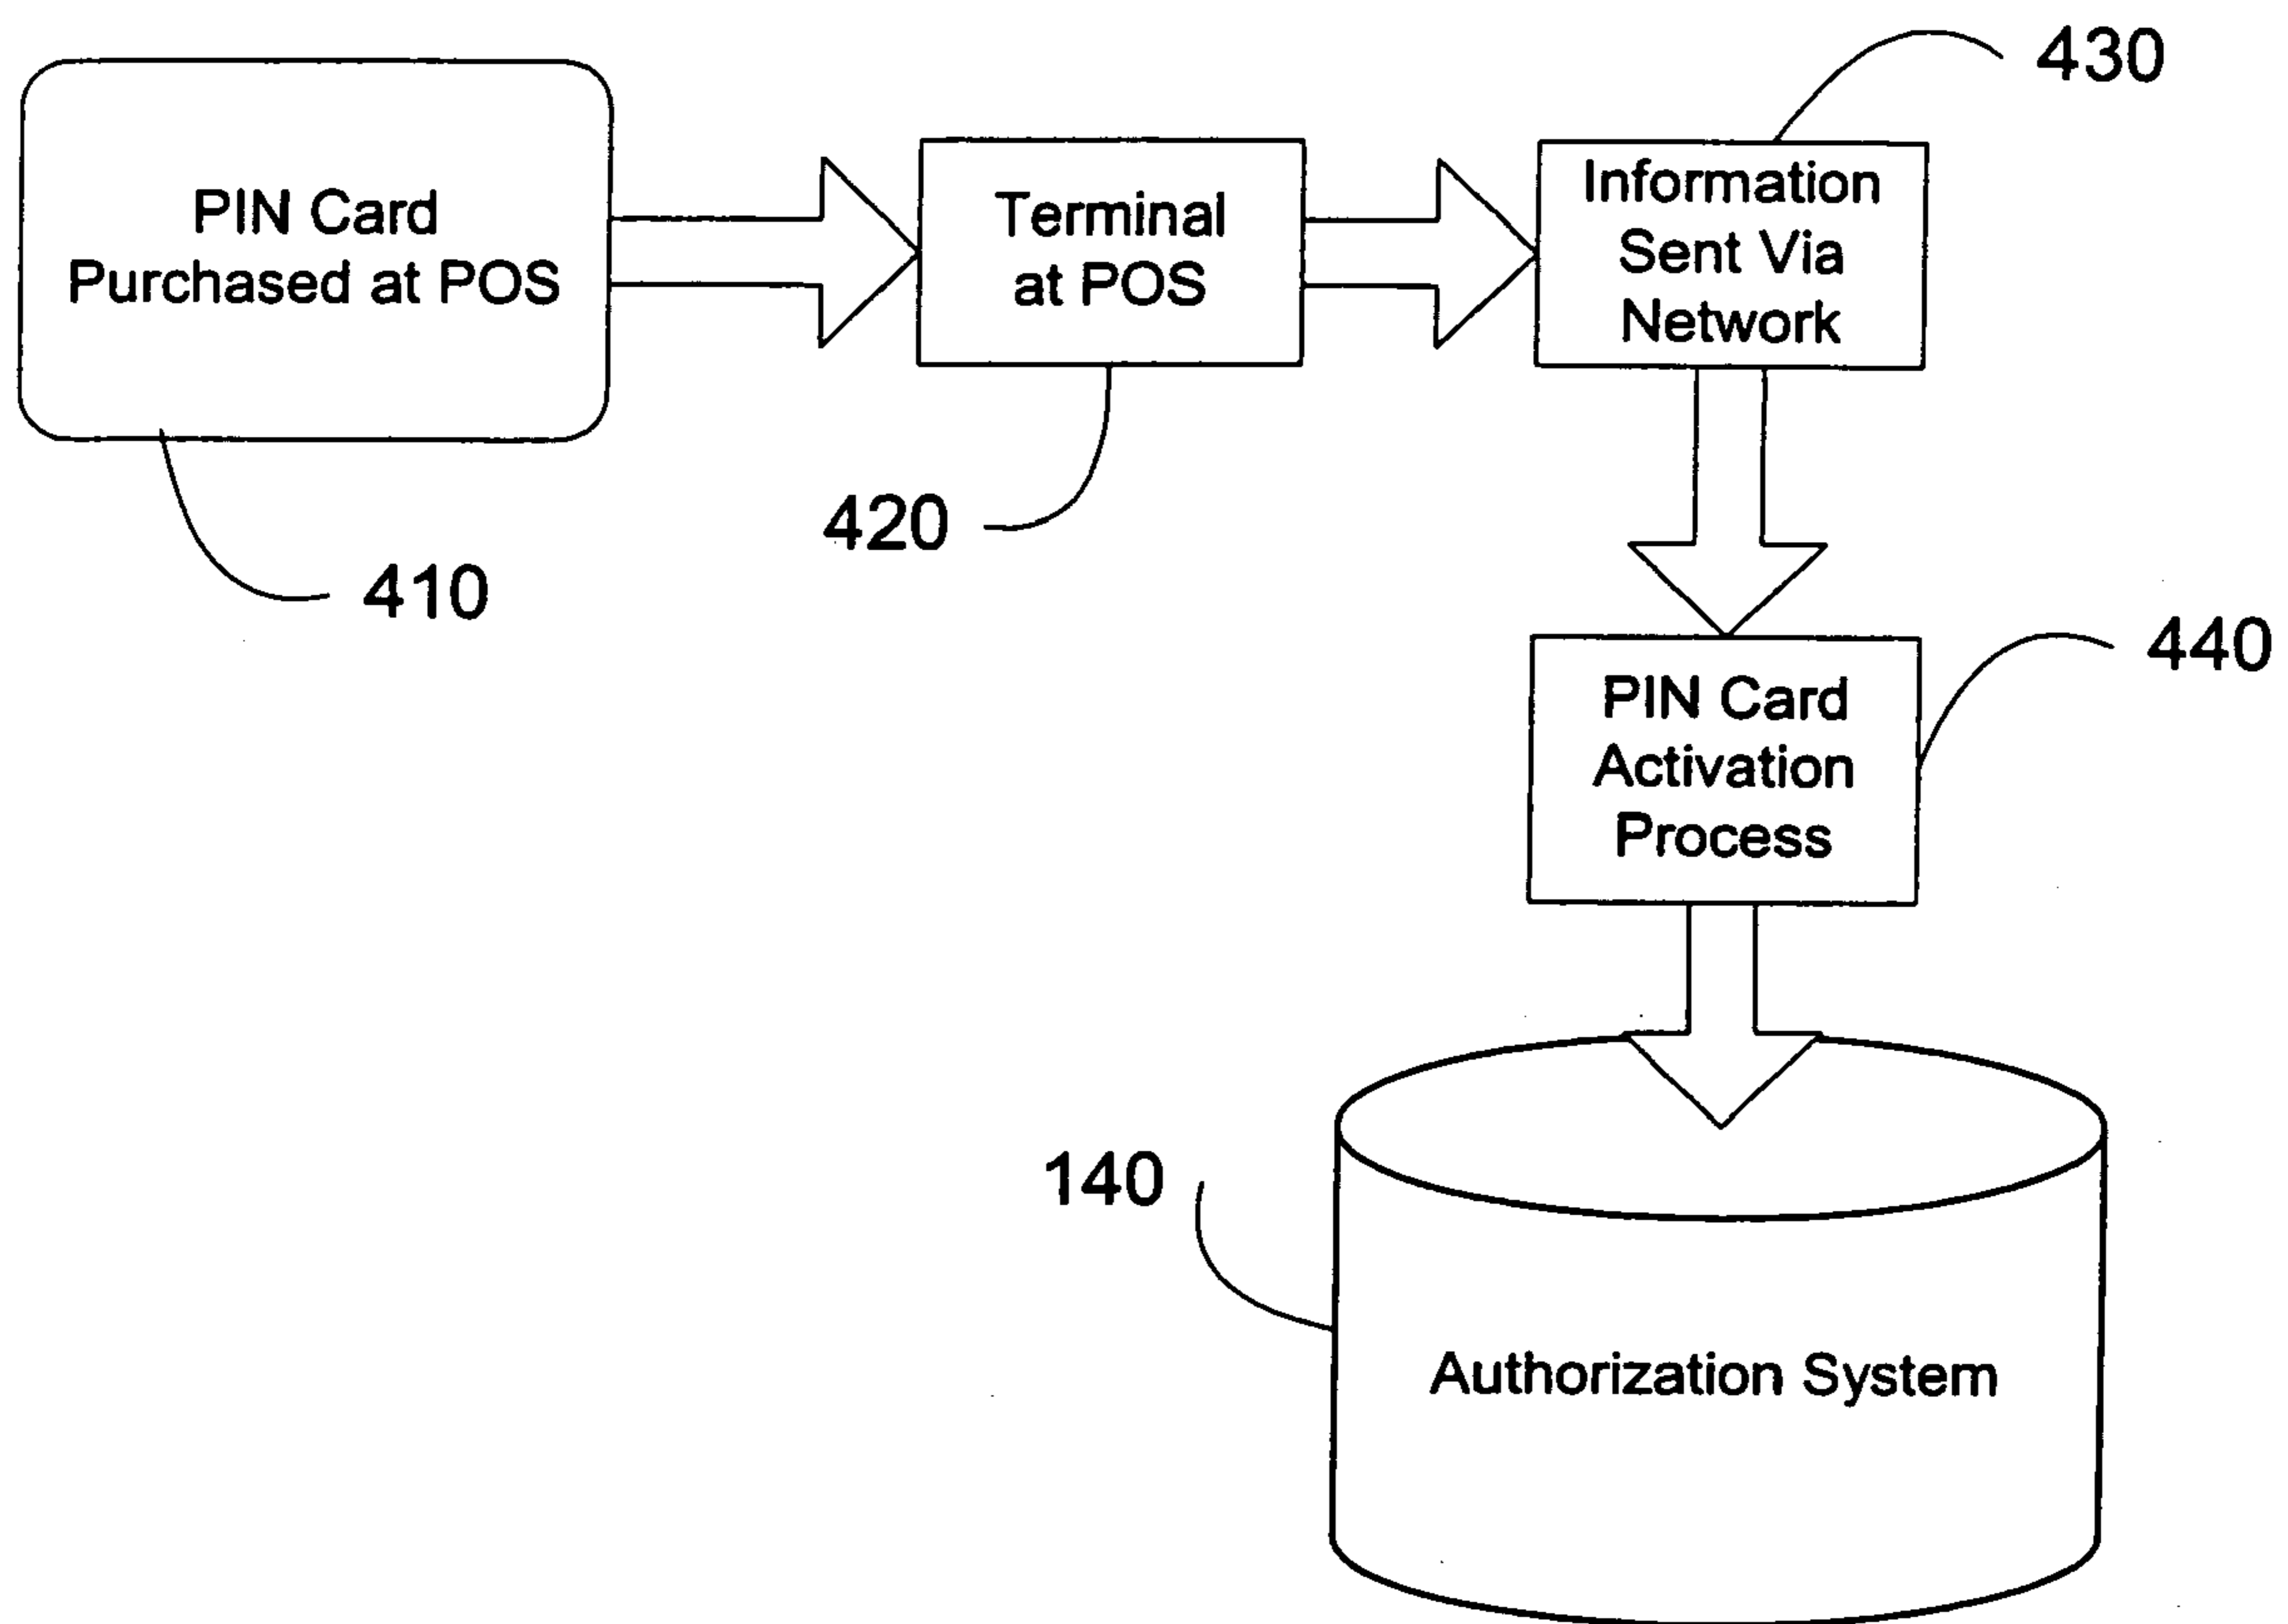 430
PIN Card
Purchased at POS
Terminal
at POS
Information
Sent Via
Network
420
410
440
PIN Card
Activation
Process
140
Authorization System